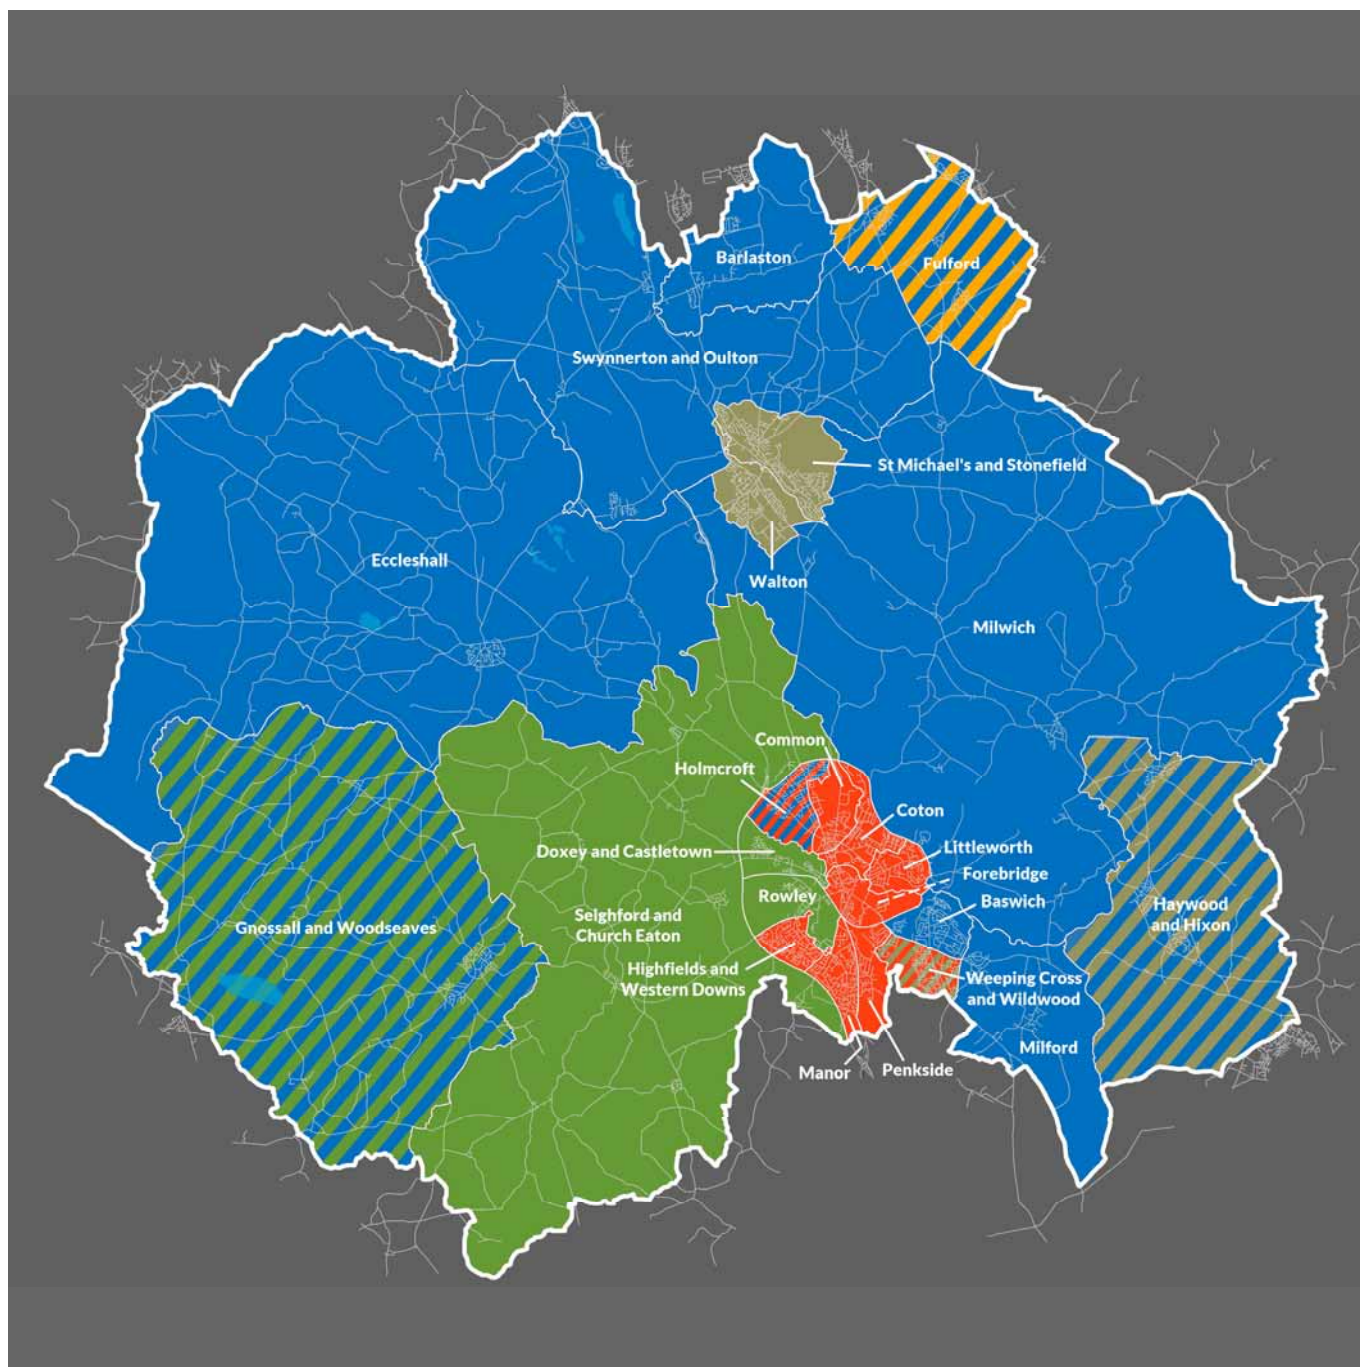 Barlaston
Fulford
Swynnerton and Oulton
St Michael's and Stonefield
Eccleshall
Walton
Milwich
Common
Holmcroft
Coton
Doxey and Castletown
Littleworth
Forebridge
Rowley
Baswich
Haywood
and Hixon
Gnossall and Woodseaves
Seighford and
Church Eaton
Highfields and
Western Downs
Weeping Cross
and Wildwood
Milford
Manor
Penkside